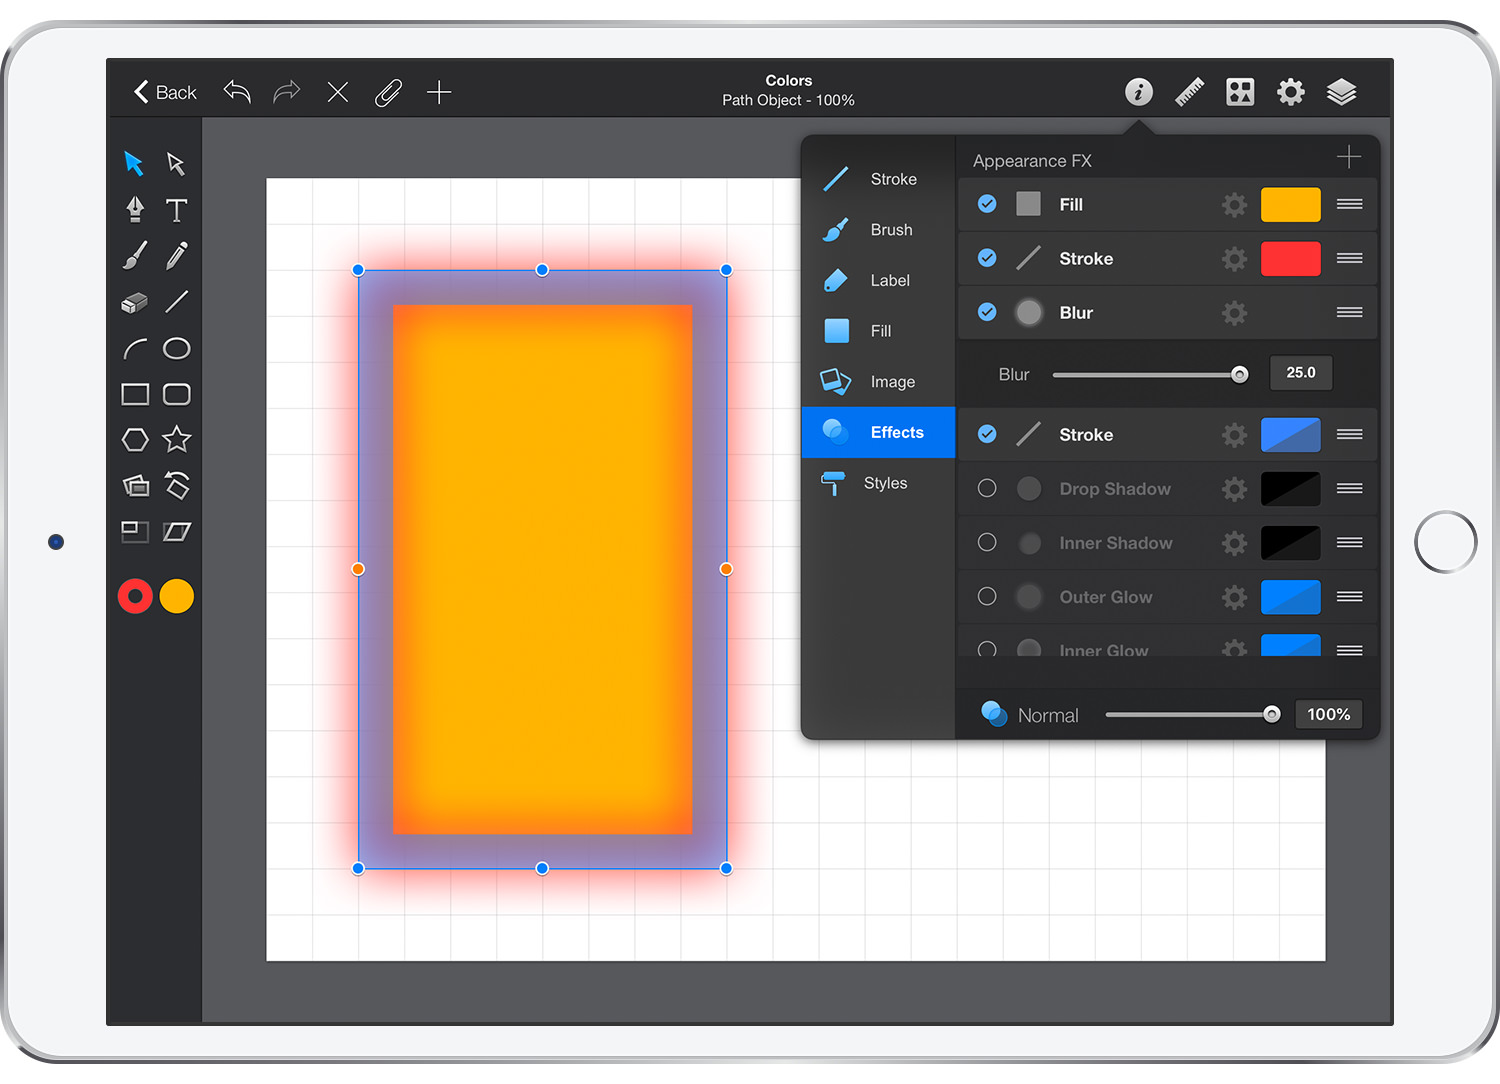 Back
Colors
Path Object - 100%
Stroke
Brush
Label
Fill
Image
Effects
Styles
Appearance FX
Fill
Stroke
Blur
Blur 25.0
Stroke
Drop Shadow
Inner Shadow
Outer Glow
Inner Glow
Normal 100%